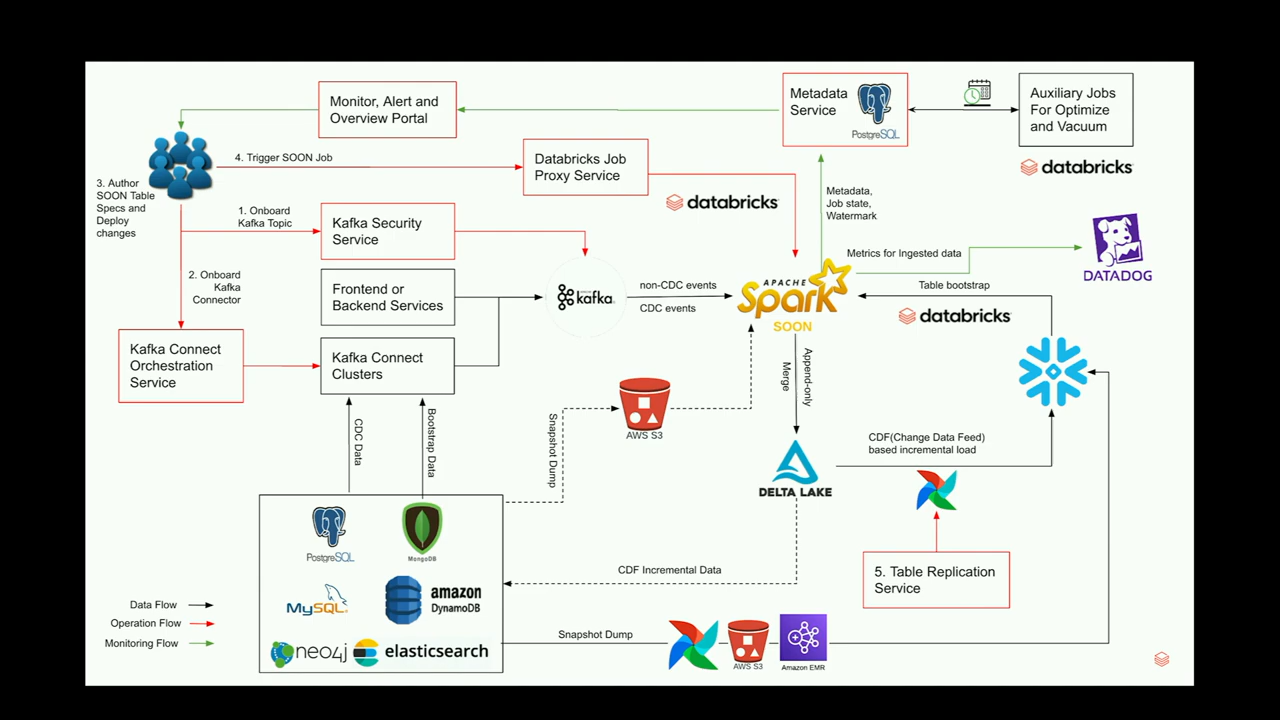 Monitor, Alert and
Overview Portal
Metadata
Service
PostgreSQL
Auxiliary Jobs
For Optimize
and Vacuum
databricks
4. Trigger SOON Job
Databricks Job
Proxy Service
databricks
3. Author
SOON Table
Specs and
Deploy
changes
1. Onboard
Kafka Topic
Kafka Security
Service
Metadata,
Job state,
Watermark
Metrics for Ingested data
DATADOG
2. Onboard
Kafka
Connector
Frontend or
Backend Services
kafka
non-CDC events
CDC events
APACHE
Spark
SOON
Table bootstrap
databricks
Kafka Connect
Orchestration
Service
Kafka Connect
Clusters
AWS S3
Append-only
Merge
CDC Data
Bootstrap Data
Snapshot Dump
CDF(Change Data Feed)
based incremental load
DELTA LAKE
PostgreSQL
MongoDB
CDF Incremental Data
5. Table Replication
Service
MySQL
amazon
DynamoDB
Data Flow
Operation Flow
Monitoring Flow
neo4j
elasticsearch
Snapshot Dump
AWS S3
Amazon EMR